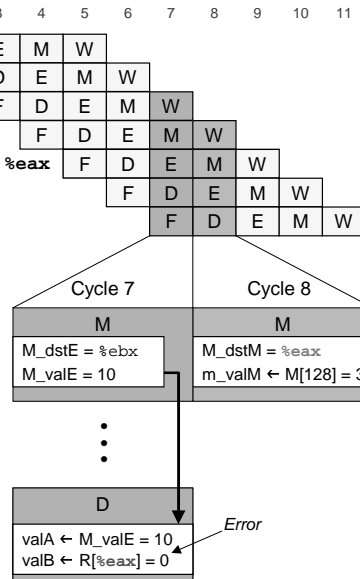 3 4 5 6 7 8 9 10 11
E M W
D E M W
F D E M W
F D E M W
%eax F D E M W
F D E M W
F D E M W
Cycle 7 Cycle 8
M M
M_dstE = %ebx M_dstM = %eax
M_valE = 10 m_valM ← M[128] = 3
D
Error
valA ← M_valE = 10
valB ← R[%eax] = 0